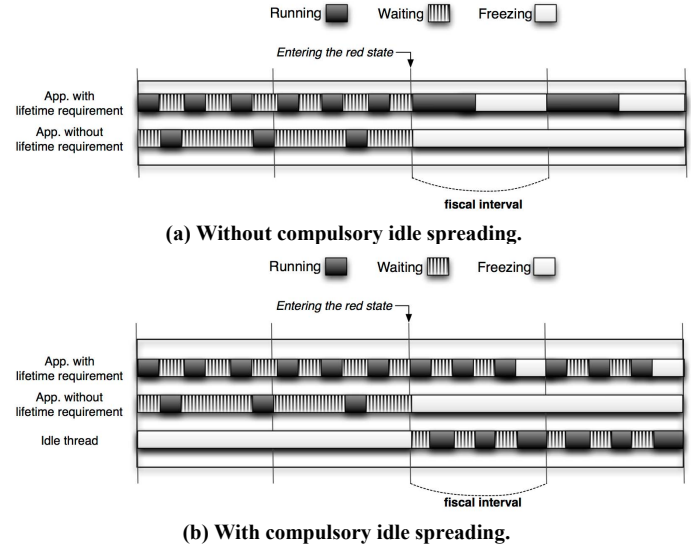 Running Waiting Freezing
Entering the red state
App. with
lifetime requirement
App. without
lifetime requirement
fiscal interval
(a) Without compulsory idle spreading.
Running Waiting Freezing
Entering the red state
App. with
lifetime requirement
App. without
lifetime requirement
Idle thread
fiscal interval
(b) With compulsory idle spreading.